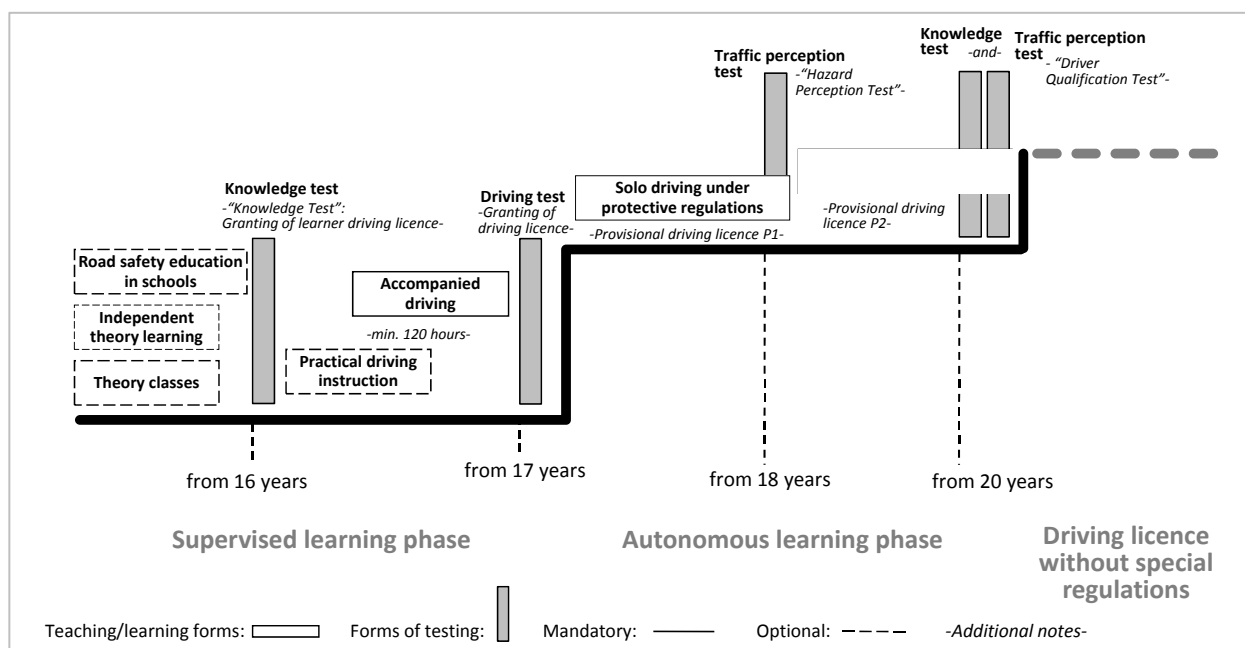 Knowledge
test
-and-
Traffic perception
test
- "Driver
Qualification Test"-
Traffic perception
test
-"Hazard
Perception Test"-
Knowledge test
-"Knowledge Test":
Granting of learner driving licence-
Driving test
-Granting of
driving licence-
Solo driving under
protective regulations
-Provisional driving licence P1-
-Provisional driving
licence P2-
Road safety education
in schools
Independent
theory learning
Theory classes
Accompanied
driving
-min. 120 hours-
Practical driving
instruction
from 16 years
from 17 years
from 18 years
from 20 years
Supervised learning phase
Autonomous learning phase
Driving licence
without special
regulations
Teaching/learning forms:
Forms of testing:
Mandatory:
Optional:
-Additional notes-